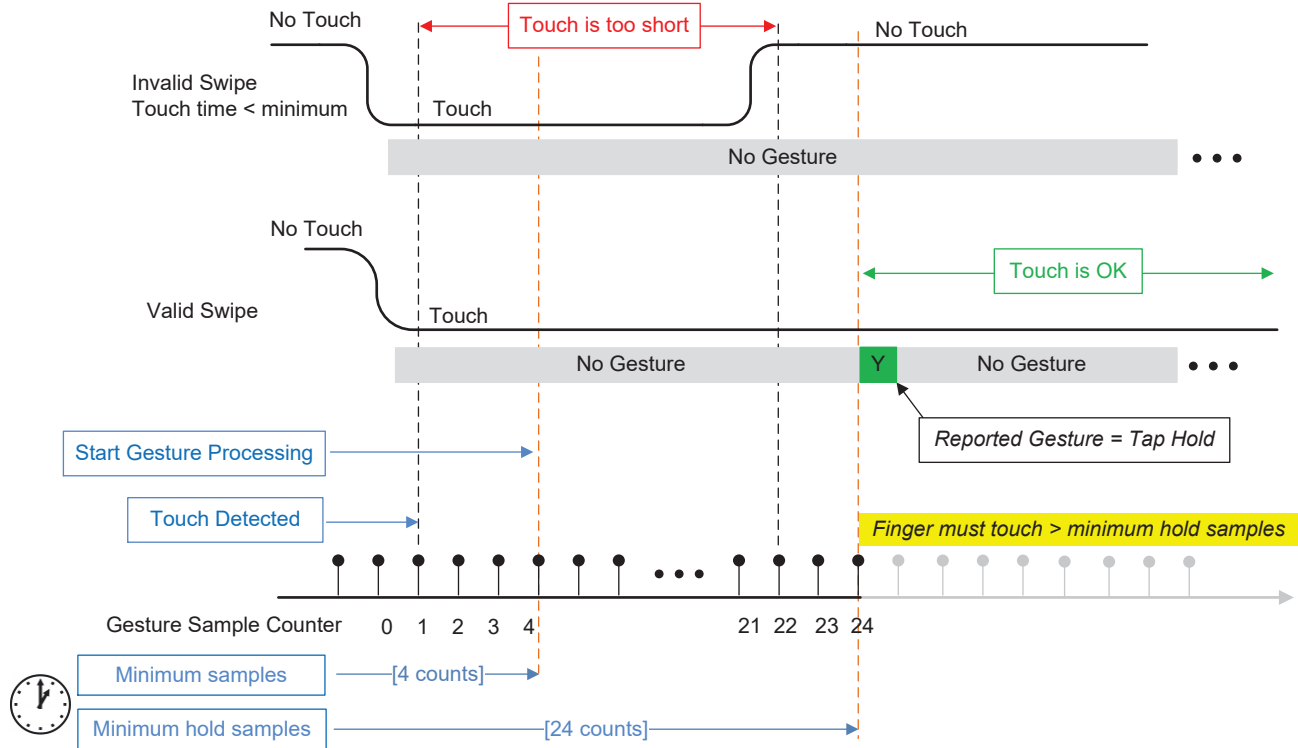 No Touch
Touch is too short
No Touch
Invalid Swipe
Touch time < minimum
Touch
No Gesture
No Touch
Touch is OK
Valid Swipe
Touch
No Gesture
Y
No Gesture
Reported Gesture = Tap Hold
Start Gesture Processing
Touch Detected
Finger must touch > minimum hold samples
Gesture Sample Counter 0 1 2 3 4 21 22 23 24
Minimum samples [4 counts]
Minimum hold samples [24 counts]